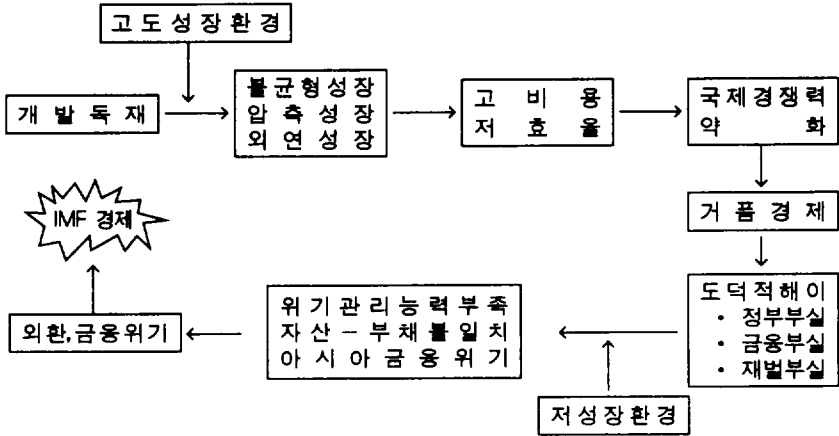 고도성장환경
개발독재
불균형성장
압축성장
외연성장
고비용
저효율
국제경쟁력
약화
거품경제
도덕적해이
· 정부부실
· 금융부실
· 재벌부실
저성장환경
위기관리능력부족
자산-부채불일치
아시아금융위기
외환,금융위기
IMF 경제